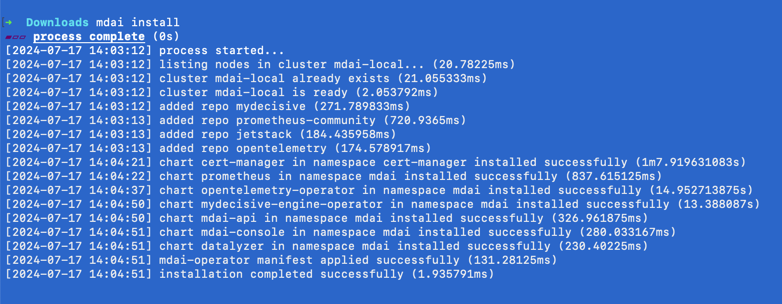 → Downloads mdai install
process complete (0s)
[2024-07-17 14:03:12] process started...
[2024-07-17 14:03:12] listing nodes in cluster mdai-local... (20.78225ms)
[2024-07-17 14:03:12] cluster mdai-local already exists (21.055333ms)
[2024-07-17 14:03:12] cluster mdai-local is ready (2.053792ms)
[2024-07-17 14:03:12] added repo mydecisive (271.789833ms)
[2024-07-17 14:03:13] added repo prometheus-community (720.9365ms)
[2024-07-17 14:03:13] added repo jetstack (184.435958ms)
[2024-07-17 14:03:13] added repo opentelemetry (174.578917ms)
[2024-07-17 14:04:21] chart cert-manager in namespace cert-manager installed successfully (1m7.919631083s)
[2024-07-17 14:04:22] chart prometheus in namespace mdai installed successfully (837.615125ms)
[2024-07-17 14:04:37] chart opentelemetry-operator in namespace mdai installed successfully (14.952713875s)
[2024-07-17 14:04:50] chart mydecisive-engine-operator in namespace mdai installed successfully (13.388087s)
[2024-07-17 14:04:50] chart mdai-api in namespace mdai installed successfully (326.961875ms)
[2024-07-17 14:04:51] chart mdai-console in namespace mdai installed successfully (280.033167ms)
[2024-07-17 14:04:51] chart datalyzer in namespace mdai installed successfully (230.40225ms)
[2024-07-17 14:04:51] mdai-operator manifest applied successfully (131.28125ms)
[2024-07-17 14:04:51] installation completed successfully (1.935791ms)